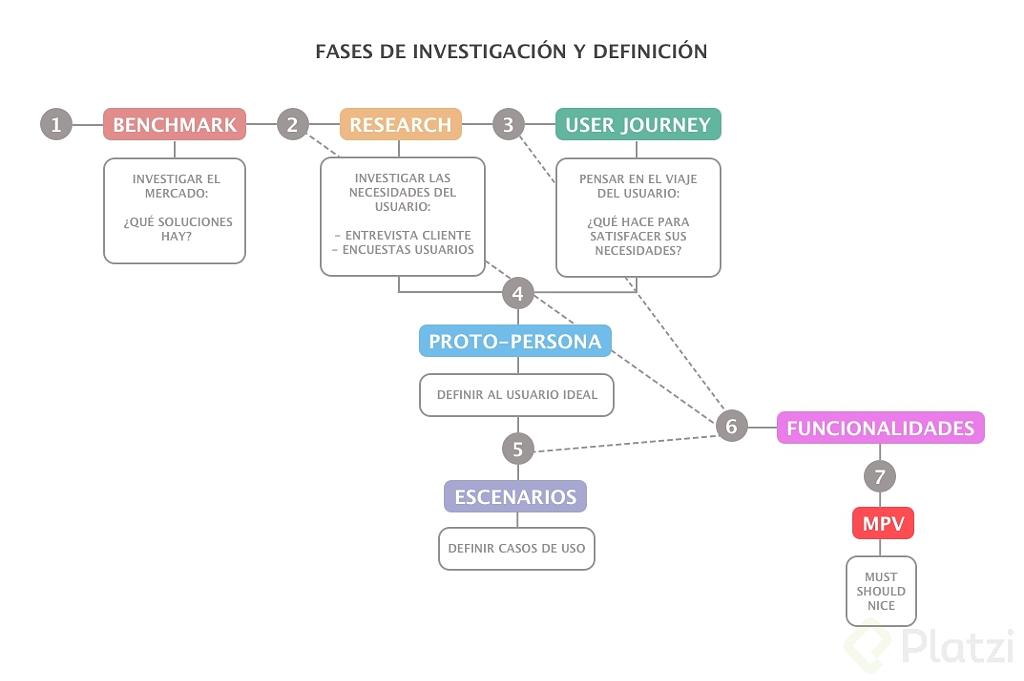 FASES DE INVESTIGACIÓN Y DEFINICIÓN
1
BENCHMARK
2
RESEARCH
3
USER JOURNEY
INVESTIGAR EL
MERCADO:
¿QUÉ SOLUCIONES
HAY?
INVESTIGAR LAS
NECESIDADES DEL
USUARIO:
- ENTREVISTA CLIENTE
- ENCUESTAS USUARIOS
PENSAR EN EL VIAJE
DEL USUARIO:
¿QUÉ HACE PARA
SATISFACER SUS
NECESIDADES?
4
PROTO-PERSONA
DEFINIR AL USUARIO IDEAL
5
ESCENARIOS
DEFINIR CASOS DE USO
6
FUNCIONALIDADES
7
MPV
MUST
SHOULD
NICE
Platzi